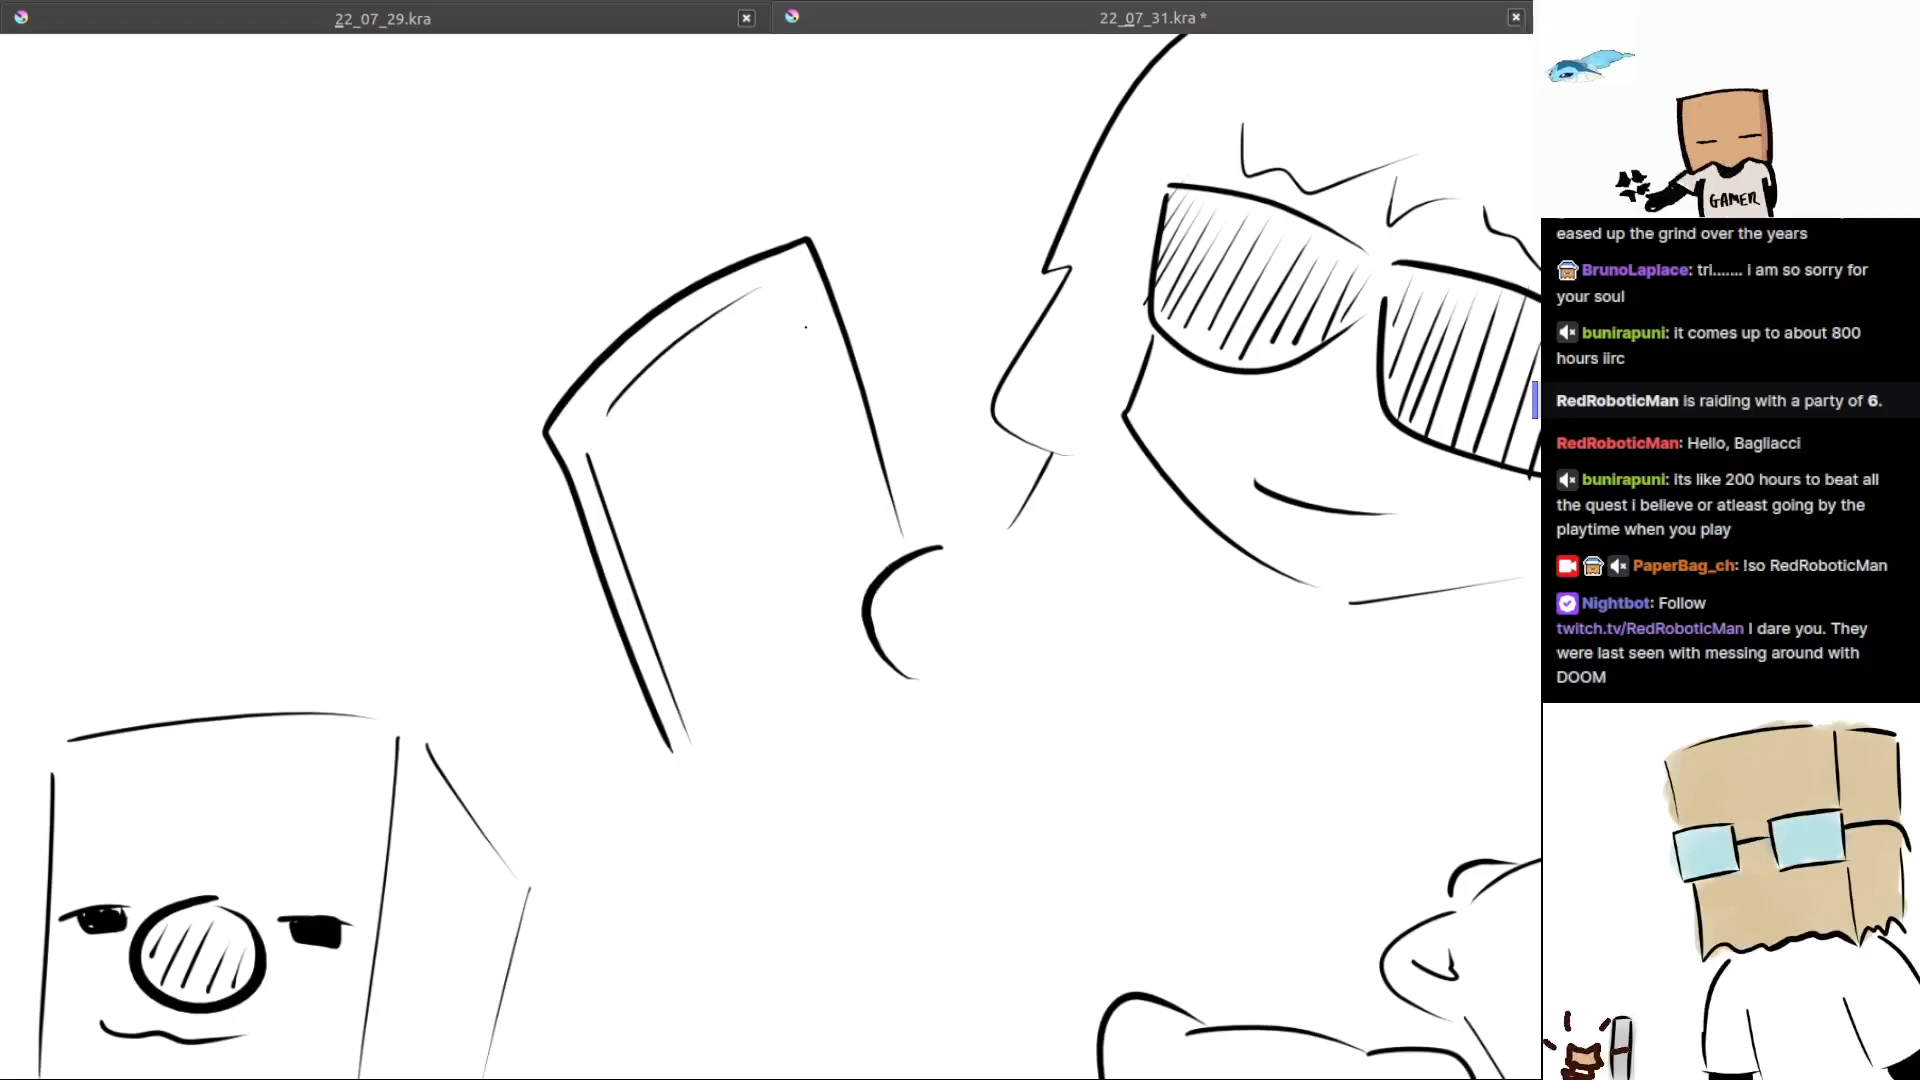 22_07_29.kra
22_07_31.kra *
GAMER
eased up the grind over the years
BrunoLaplace: tri....... i am so sorry for
your soul
bunirapuni: it comes up to about 800
hours iirc
RedRoboticMan is raiding with a party of 6.
RedRoboticMan: Hello, Bagliacci
bunirapuni: its like 200 hours to beat all
the quest i believe or atleast going by the
playtime when you play
PaperBag_ch: !so RedRoboticMan
Nightbot: Follow
twitch.tv/RedRoboticMan I dare you. They
were last seen with messing around with
DOOM